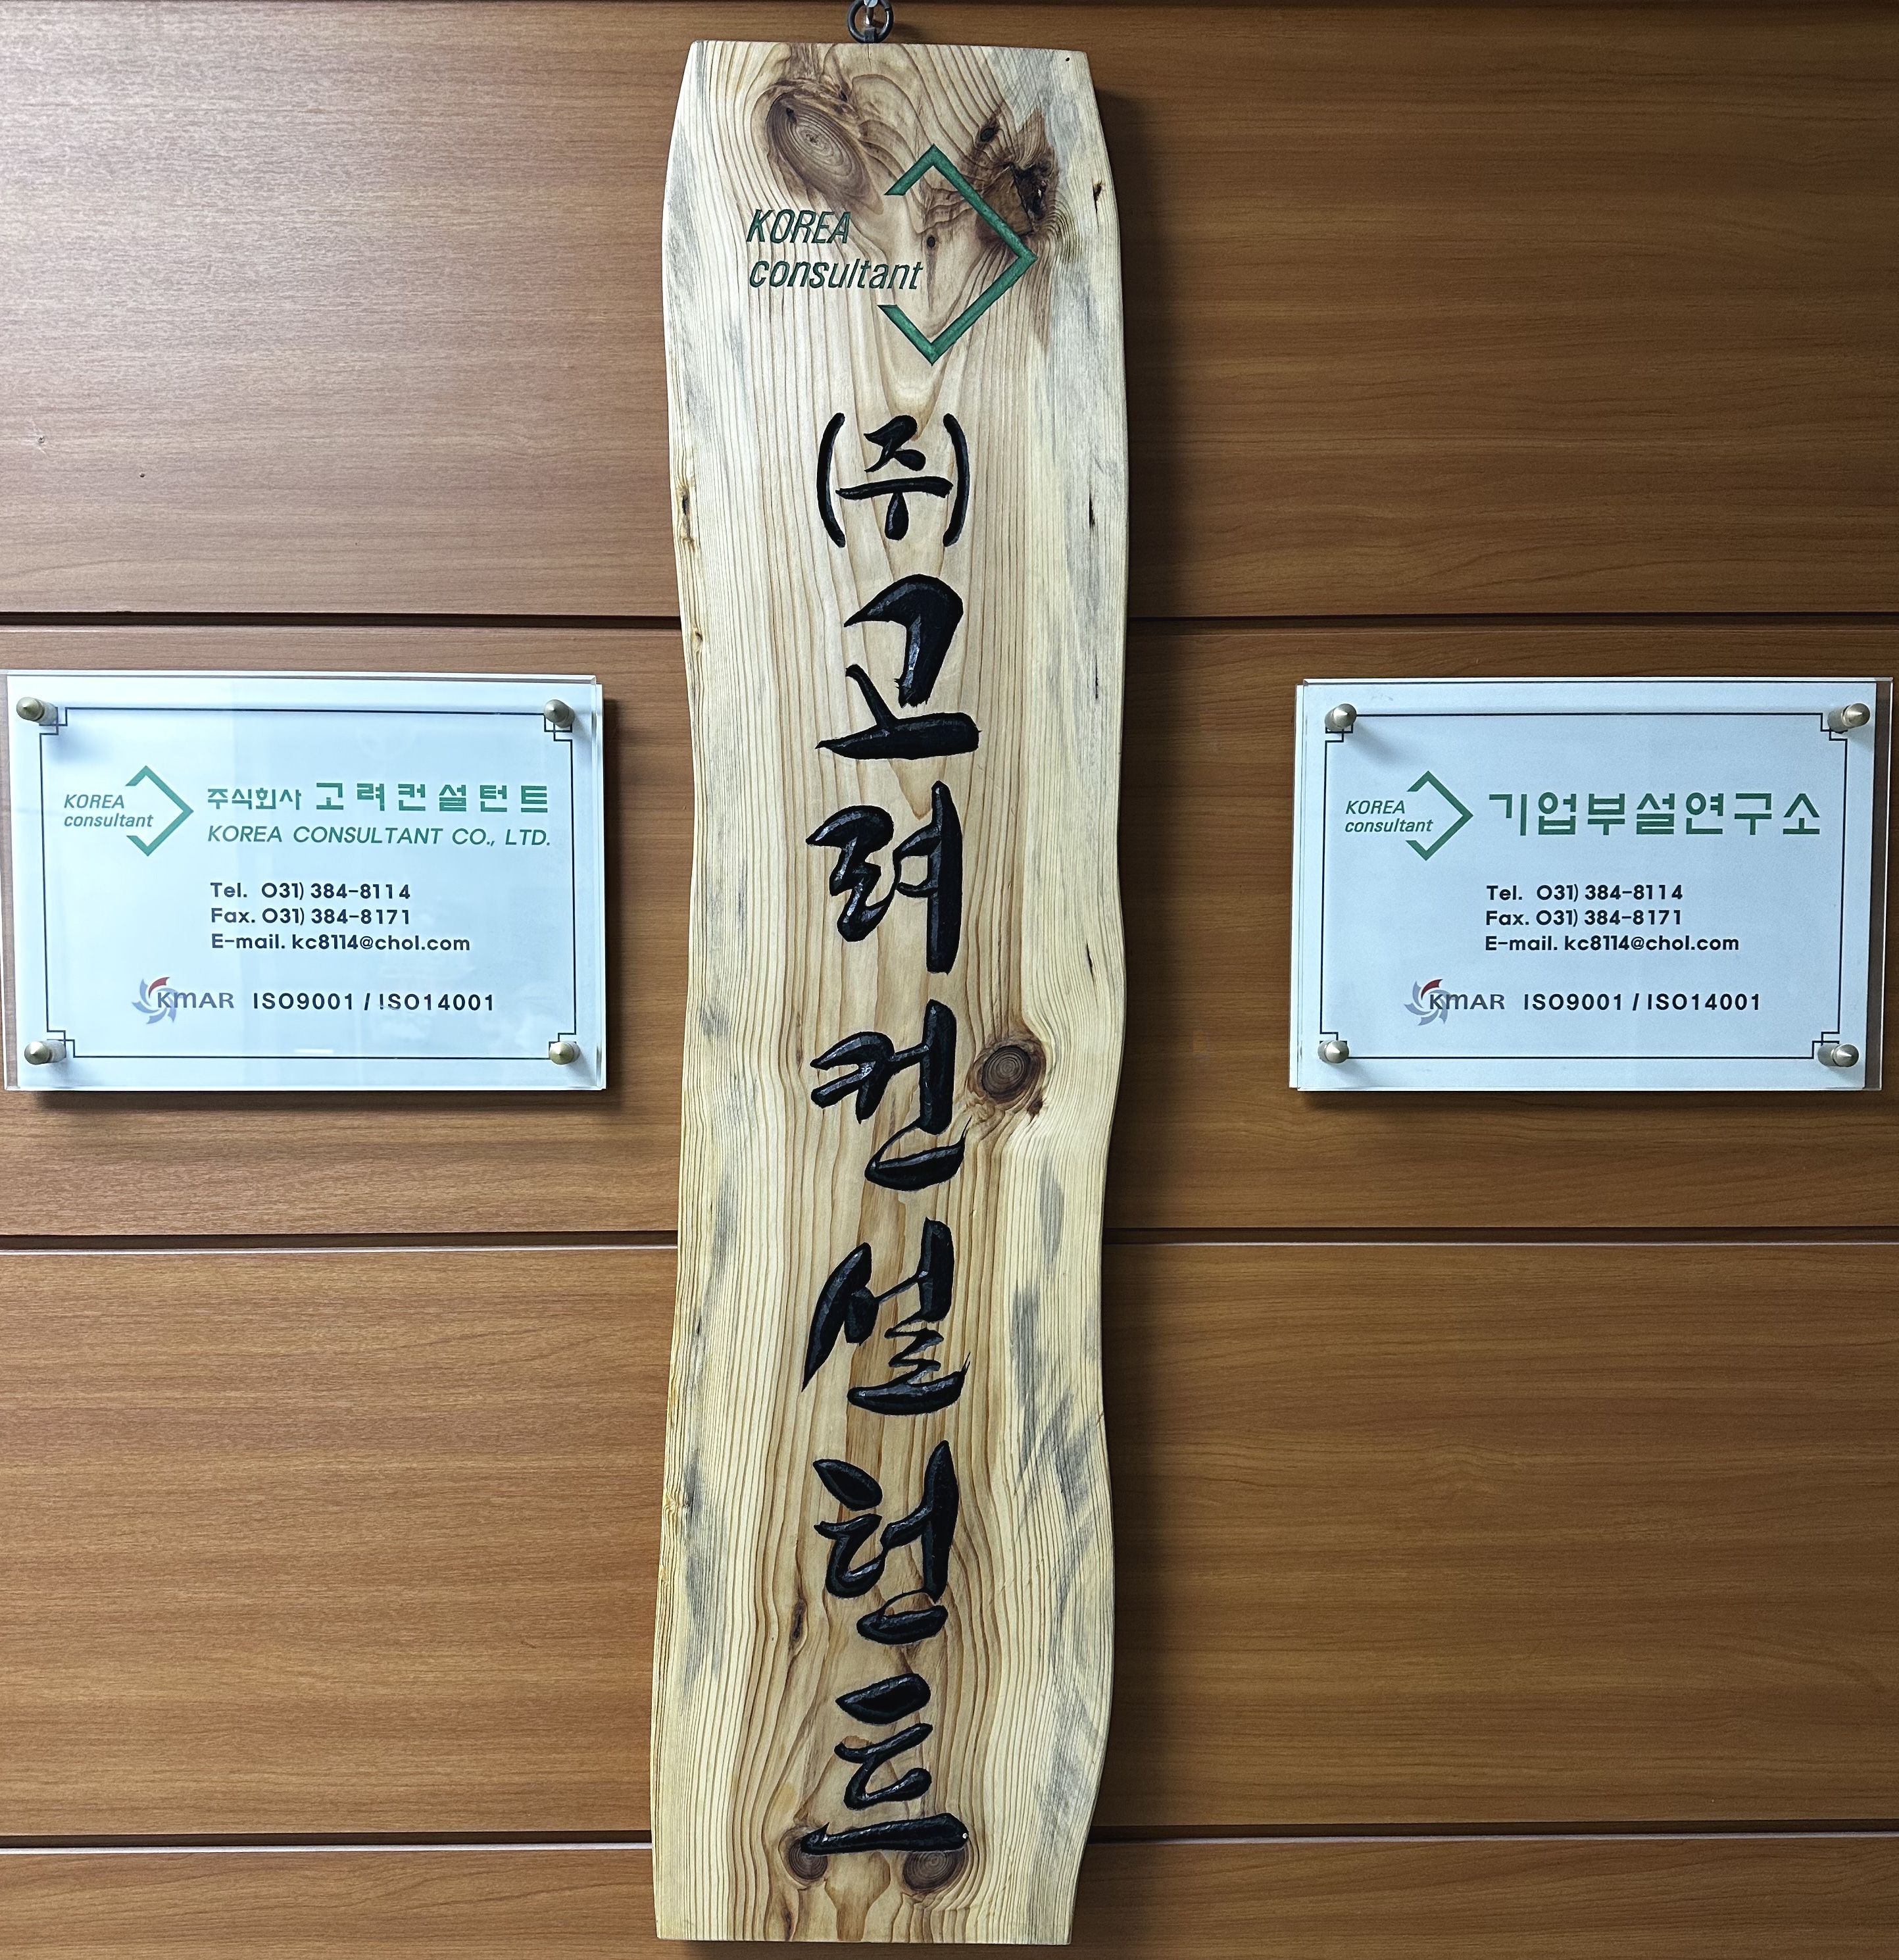 KOREA
consultant
(주)
고려컨설턴트
KOREA
consultant
주식회사 고려컨설턴트
KOREA CONSULTANT CO., LTD.
Tel. 031) 384-8114
Fax. 031) 384-8171
E-mail. kc8114@chol.com
KMAR ISO9001 / ISO14001
KOREA
consultant
기업부설연구소
Tel. 031) 384-8114
Fax. 031) 384-8171
E-mail. kc8114@chol.com
KMAR ISO9001 / ISO14001